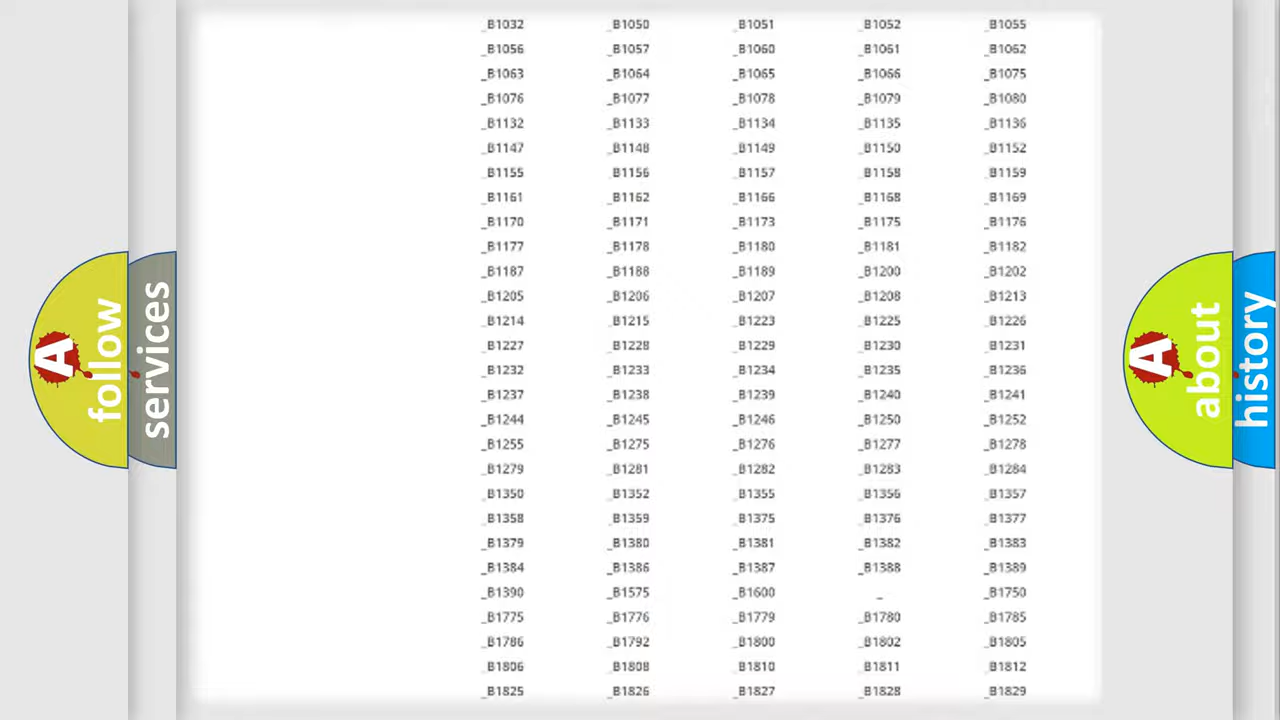 _B1032 _B1050 _B1051 _B1052 _B1055
_B1056 _B1057 _B1060 _B1061 _B1062
_B1063 _B1064 _B1065 _B1066 _B1075
_B1076 _B1077 _B1078 _B1079 _B1080
_B1132 _B1133 _B1134 _B1135 _B1136
_B1147 _B1148 _B1149 _B1150 _B1152
_B1155 _B1156 _B1157 _B1158 _B1159
_B1161 _B1162 _B1166 _B1168 _B1169
_B1170 _B1171 _B1173 _B1175 _B1176
_B1177 _B1178 _B1180 _B1181 _B1182
_B1187 _B1188 _B1189 _B1200 _B1202
_B1205 _B1206 _B1207 _B1208 _B1213
_B1214 _B1215 _B1223 _B1225 _B1226
_B1227 _B1228 _B1229 _B1230 _B1231
_B1232 _B1233 _B1234 _B1235 _B1236
_B1237 _B1238 _B1239 _B1240 _B1241
_B1244 _B1245 _B1246 _B1250 _B1252
_B1255 _B1275 _B1276 _B1277 _B1278
_B1279 _B1281 _B1282 _B1283 _B1284
_B1350 _B1352 _B1355 _B1356 _B1357
_B1358 _B1359 _B1375 _B1376 _B1377
_B1379 _B1380 _B1381 _B1382 _B1383
_B1384 _B1386 _B1387 _B1388 _B1389
_B1390 _B1575 _B1600 _ _B1750
_B1775 _B1776 _B1779 _B1780 _B1785
_B1786 _B1792 _B1800 _B1802 _B1805
_B1806 _B1808 _B1810 _B1811 _B1812
_B1825 _B1826 _B1827 _B1828 _B1829
A
follow
services
A
about
history